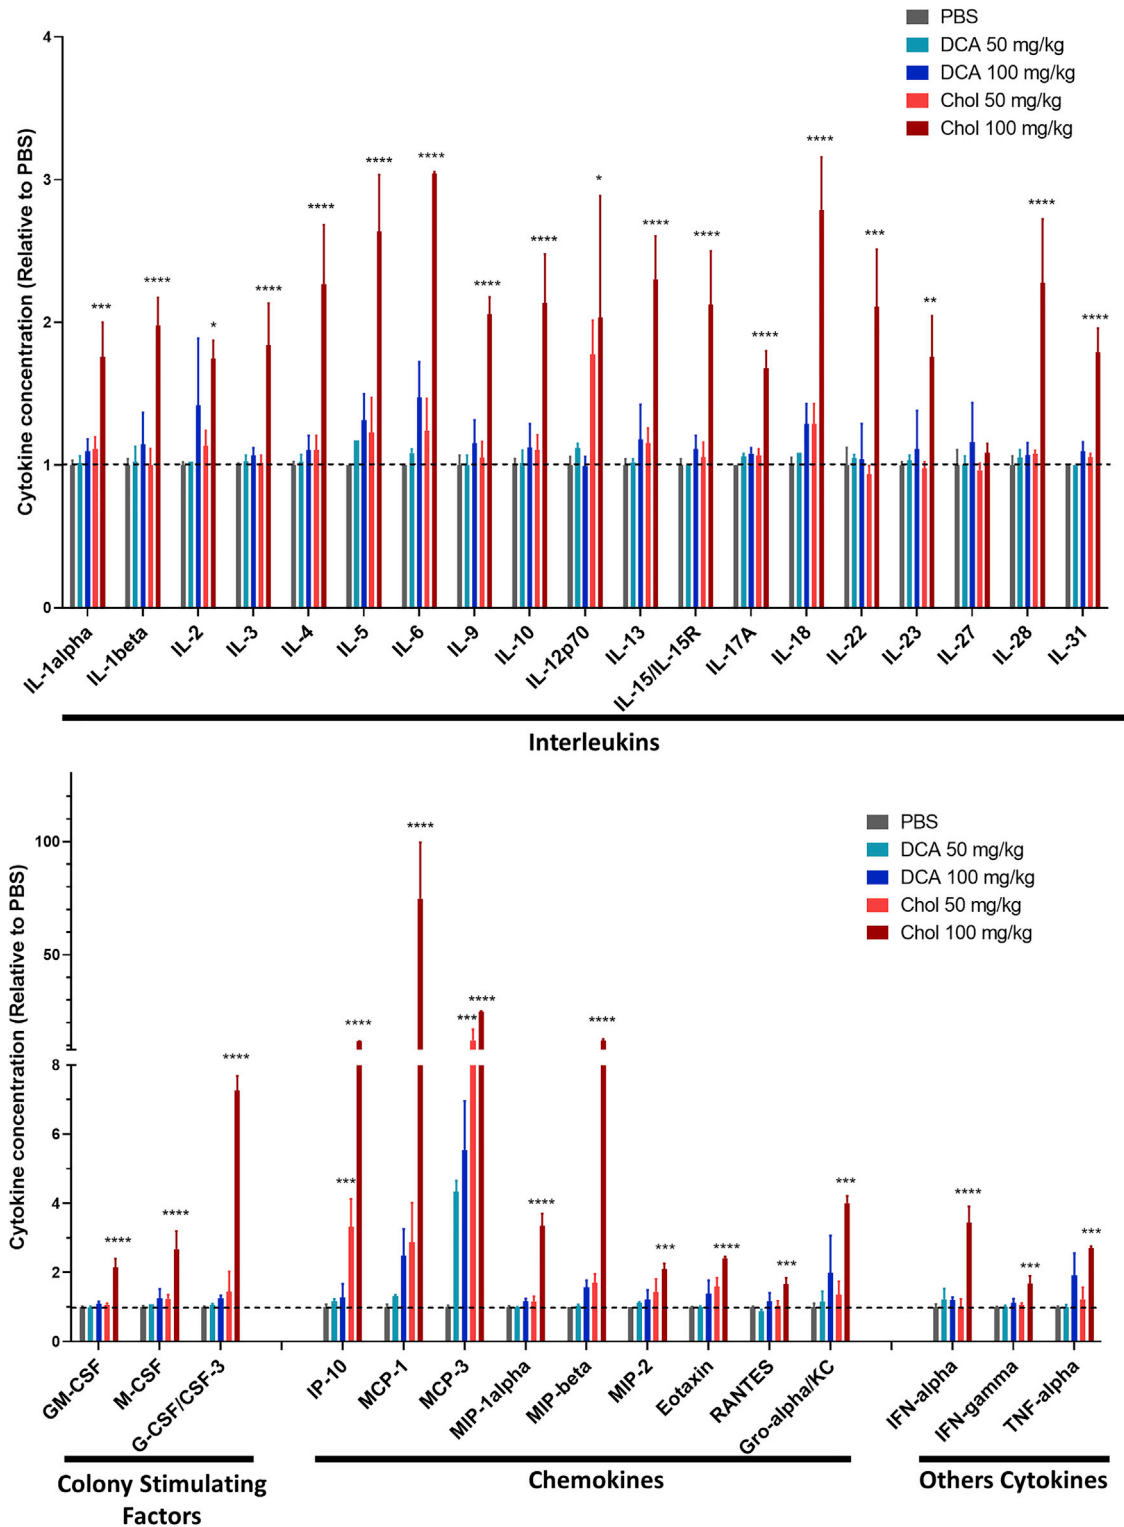 PBS
DCA 50 mg/kg
DCA 100 mg/kg
Chol 50 mg/kg
Chol 100 mg/kg
Cytokine concentration (Relative to PBS)
4
3
2
1
0
*** **** * **** **** **** **** **** **** * **** **** **** **** *** ** **** ****
IL-1alpha
IL-1beta
IL-2
IL-3
IL-4
IL-5
IL-6
IL-9
IL-10
IL-12p70
IL-13
IL-15/IL-15R
IL-17A
IL-18
IL-22
IL-23
IL-27
IL-28
IL-31
Interleukins
PBS
DCA 50 mg/kg
DCA 100 mg/kg
Chol 50 mg/kg
Chol 100 mg/kg
Cytokine concentration (Relative to PBS)
100
50
8
6
4
2
0
**** **** **** *** **** **** *** **** **** **** *** **** *** *** **** *** ***
GM-CSF
M-CSF
G-CSF/CSF-3
IP-10
MCP-1
MCP-3
MIP-1alpha
MIP-beta
MIP-2
Eotaxin
RANTES
Gro-alpha/KC
IFN-alpha
IFN-gamma
TNF-alpha
Colony Stimulating
Factors
Chemokines
Others Cytokines